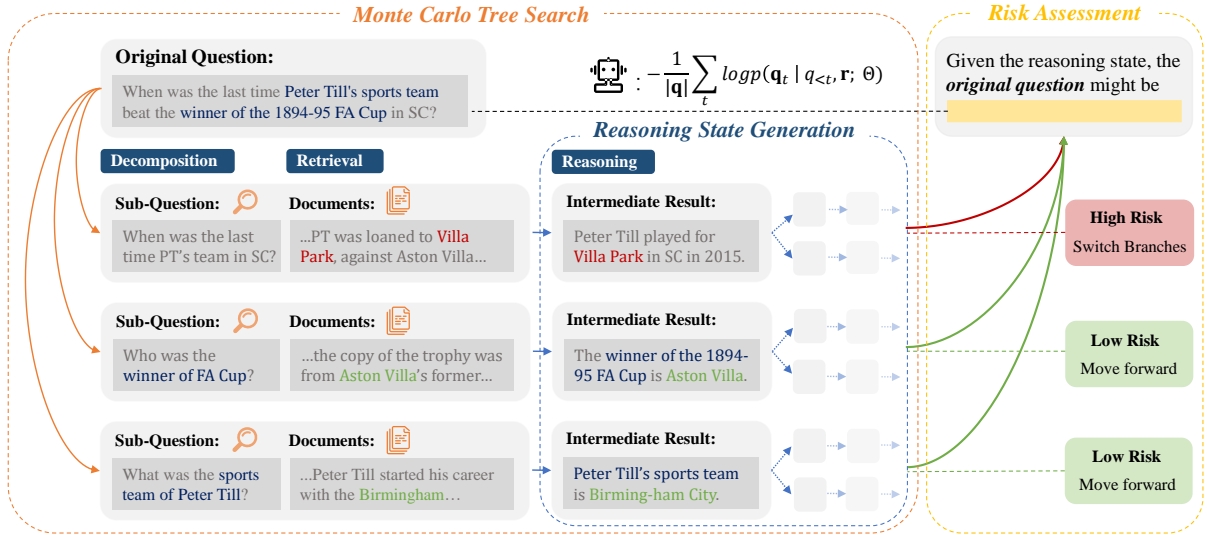 Monte Carlo Tree Search
Risk Assessment
Original Question:
When was the last time Peter Till's sports team
beat the winner of the 1894-95 FA Cup in SC?
: − 1/|q| ∑_t logp(q_t | q_{<t}, r; Θ)
Given the reasoning state, the
original question might be
Reasoning State Generation
Decomposition
Retrieval
Reasoning
Sub-Question:
Documents:
Intermediate Result:
When was the last
time PT's team in SC?
...PT was loaned to Villa
Park, against Aston Villa...
Peter Till played for
Villa Park in SC in 2015.
High Risk
Switch Branches
Sub-Question:
Documents:
Intermediate Result:
Who was the
winner of FA Cup?
...the copy of the trophy was
from Aston Villa's former...
The winner of the 1894-
95 FA Cup is Aston Villa.
Low Risk
Move forward
Sub-Question:
Documents:
Intermediate Result:
What was the sports
team of Peter Till?
...Peter Till started his career
with the Birmingham...
Peter Till's sports team
is Birming-ham City.
Low Risk
Move forward